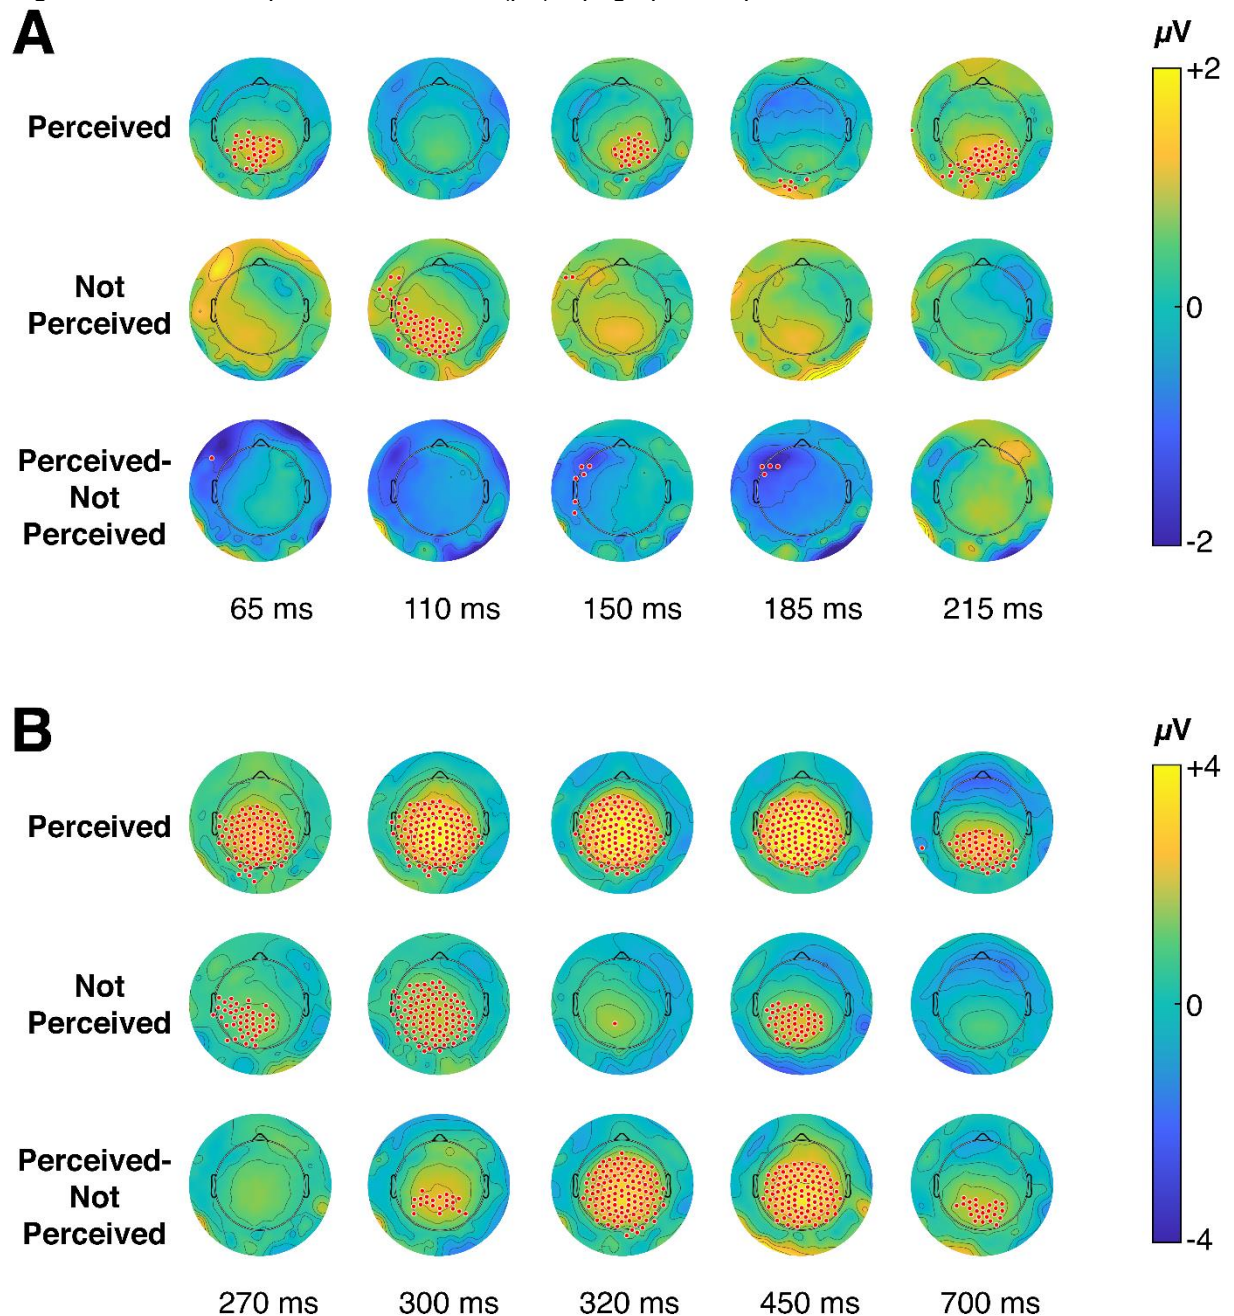 A
µV
+2
Perceived
Not
Perceived
0
Perceived-
Not
Perceived
-2
65 ms
110 ms
150 ms
185 ms
215 ms
B
µV
+4
Perceived
Not
Perceived
0
Perceived-
Not
Perceived
-4
270 ms
300 ms
320 ms
450 ms
700 ms